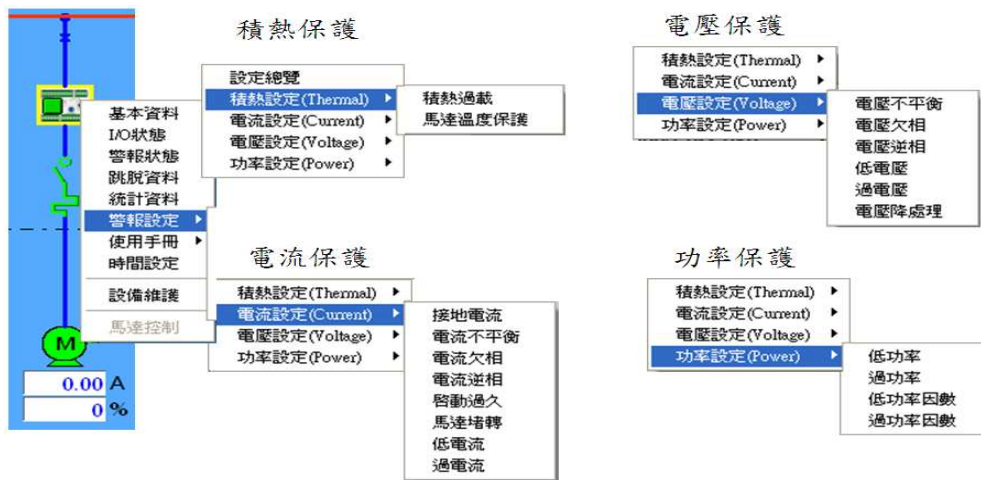 積熱保護
設定總覽
積熱設定(Thermal)
電流設定(Current)
電壓設定(Voltage)
功率設定(Power)
積熱過載
馬達溫度保護
電壓保護
積熱設定(Thermal)
電流設定(Current)
電壓設定(Voltage)
功率設定(Power)
電壓不平衡
電壓欠相
電壓逆相
低電壓
過電壓
電壓降處理
基本資料
I/O狀態
警報狀態
跳脫資料
統計資料
警報設定
使用手冊
時間設定
設備維護
馬達控制
M
0.00 A
0 %
電流保護
積熱設定(Thermal)
電流設定(Current)
電壓設定(Voltage)
功率設定(Power)
接地電流
電流不平衡
電流欠相
電流逆相
啓動過久
馬達堵轉
低電流
過電流
功率保護
積熱設定(Thermal)
電流設定(Current)
電壓設定(Voltage)
功率設定(Power)
低功率
過功率
低功率因數
過功率因數